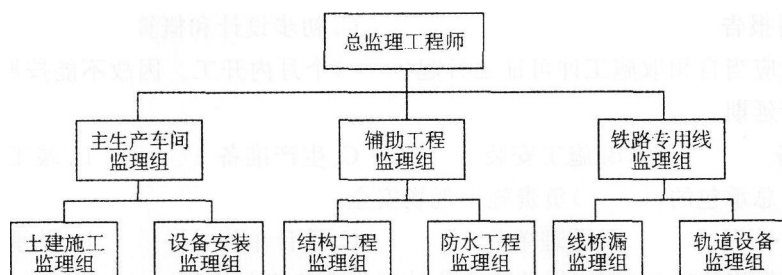 总监理工程师
主生产车间
监理组
辅助工程
监理组
铁路专用线
监理组
土建施工
监理组
设备安装
监理组
结构工程
监理组
防水工程
监理组
线桥漏
监理组
轨道设备
监理组